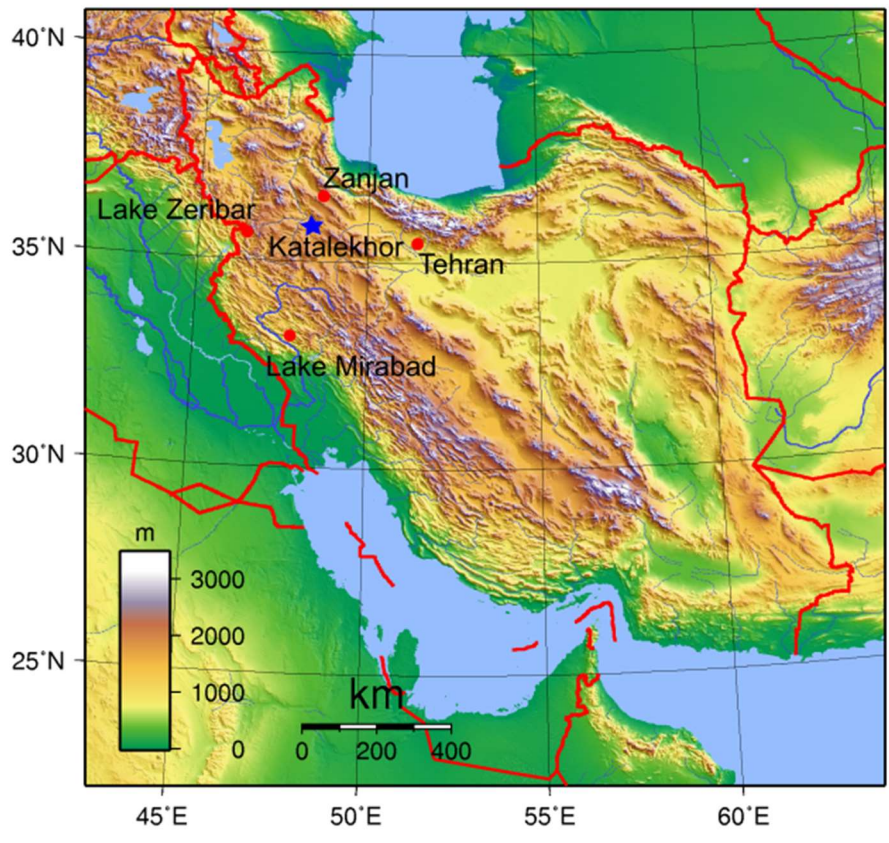 40°N
Zanjan
Lake Zeribar
35°N
Katalekhor
Tehran
Lake Mirabad
30°N
m
3000
2000
25°N
1000
km
0
0 200 400
45°E 50°E 55°E 60°E